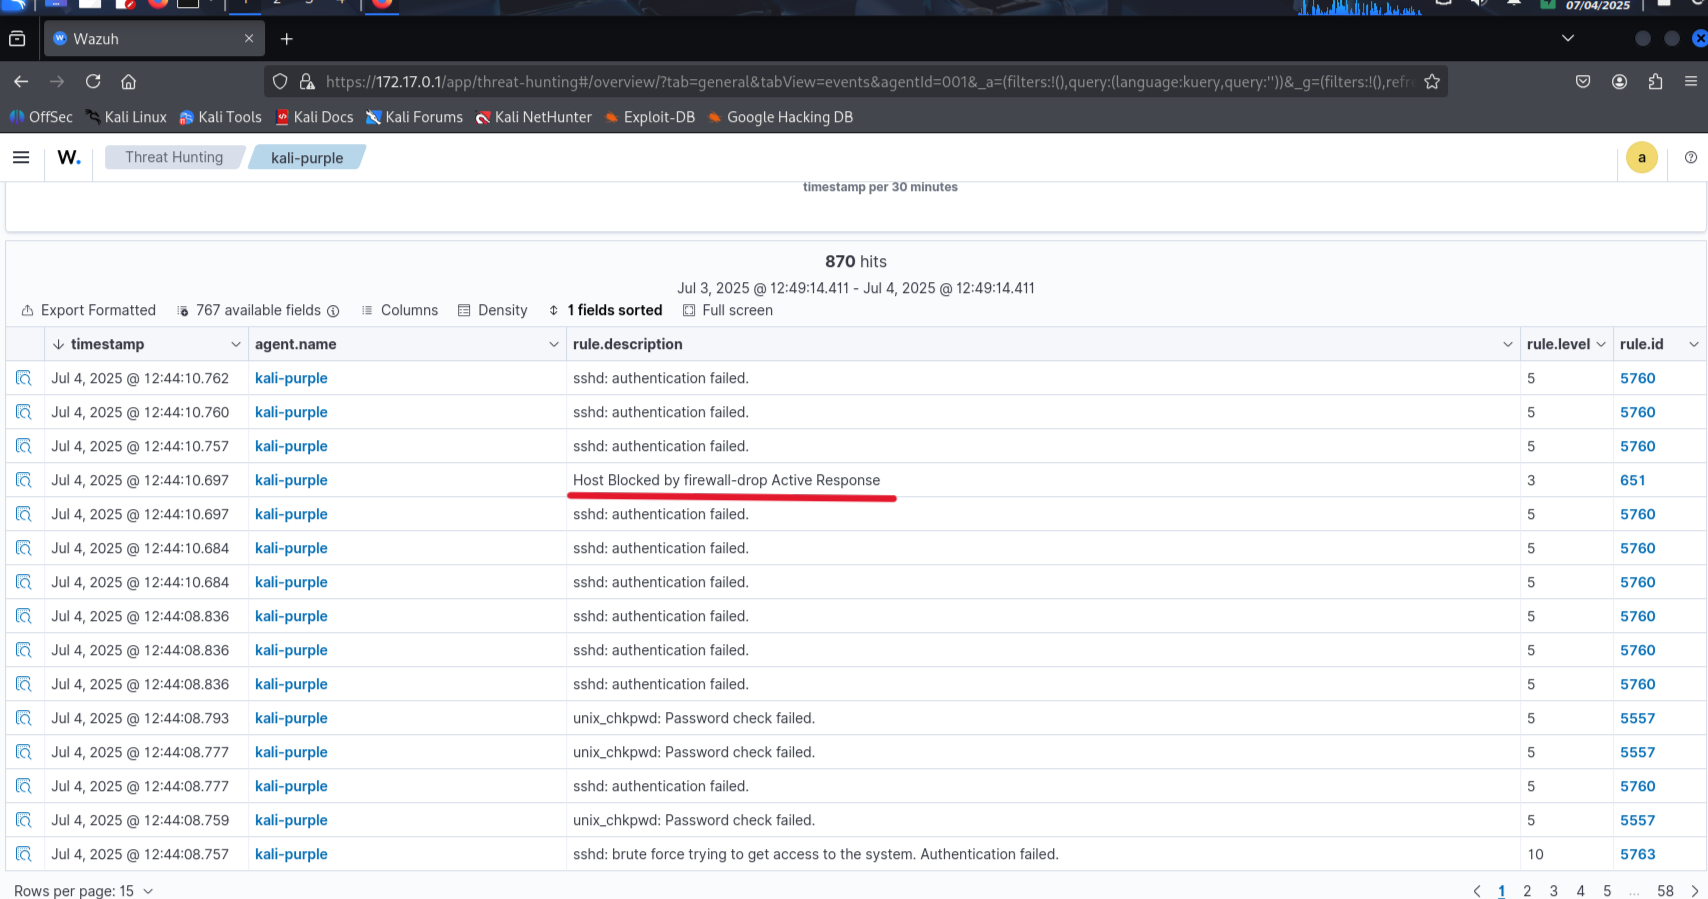 1 2 3 4 07/04/2025
Wazuh
https://172.17.0.1/app/threat-hunting#/overview/?tab=general&tabView=events&agentId=001&_a=(filters:!(),query:(language:kuery,query:''))&_g=(filters:!(),refr
OffSec Kali Linux Kali Tools Kali Docs Kali Forums Kali NetHunter Exploit-DB Google Hacking DB
W. Threat Hunting kali-purple a
timestamp per 30 minutes
870 hits
Jul 3, 2025 @ 12:49:14.411 - Jul 4, 2025 @ 12:49:14.411
Export Formatted 767 available fields Columns Density 1 fields sorted Full screen
timestamp agent.name rule.description rule.level rule.id
Jul 4, 2025 @ 12:44:10.762 kali-purple sshd: authentication failed. 5 5760
Jul 4, 2025 @ 12:44:10.760 kali-purple sshd: authentication failed. 5 5760
Jul 4, 2025 @ 12:44:10.757 kali-purple sshd: authentication failed. 5 5760
Jul 4, 2025 @ 12:44:10.697 kali-purple Host Blocked by firewall-drop Active Response 3 651
Jul 4, 2025 @ 12:44:10.697 kali-purple sshd: authentication failed. 5 5760
Jul 4, 2025 @ 12:44:10.684 kali-purple sshd: authentication failed. 5 5760
Jul 4, 2025 @ 12:44:10.684 kali-purple sshd: authentication failed. 5 5760
Jul 4, 2025 @ 12:44:08.836 kali-purple sshd: authentication failed. 5 5760
Jul 4, 2025 @ 12:44:08.836 kali-purple sshd: authentication failed. 5 5760
Jul 4, 2025 @ 12:44:08.836 kali-purple sshd: authentication failed. 5 5760
Jul 4, 2025 @ 12:44:08.793 kali-purple unix_chkpwd: Password check failed. 5 5557
Jul 4, 2025 @ 12:44:08.777 kali-purple unix_chkpwd: Password check failed. 5 5557
Jul 4, 2025 @ 12:44:08.777 kali-purple sshd: authentication failed. 5 5760
Jul 4, 2025 @ 12:44:08.759 kali-purple unix_chkpwd: Password check failed. 5 5557
Jul 4, 2025 @ 12:44:08.757 kali-purple sshd: brute force trying to get access to the system. Authentication failed. 10 5763
Rows per page: 15 1 2 3 4 5 ... 58